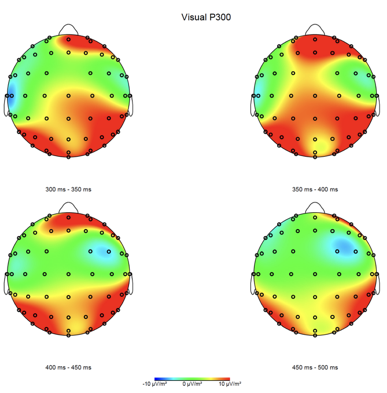 Visual P300
300 ms - 350 ms
350 ms - 400 ms
400 ms - 450 ms
450 ms - 500 ms
-10 µV/m² 0 µV/m² 10 µV/m²